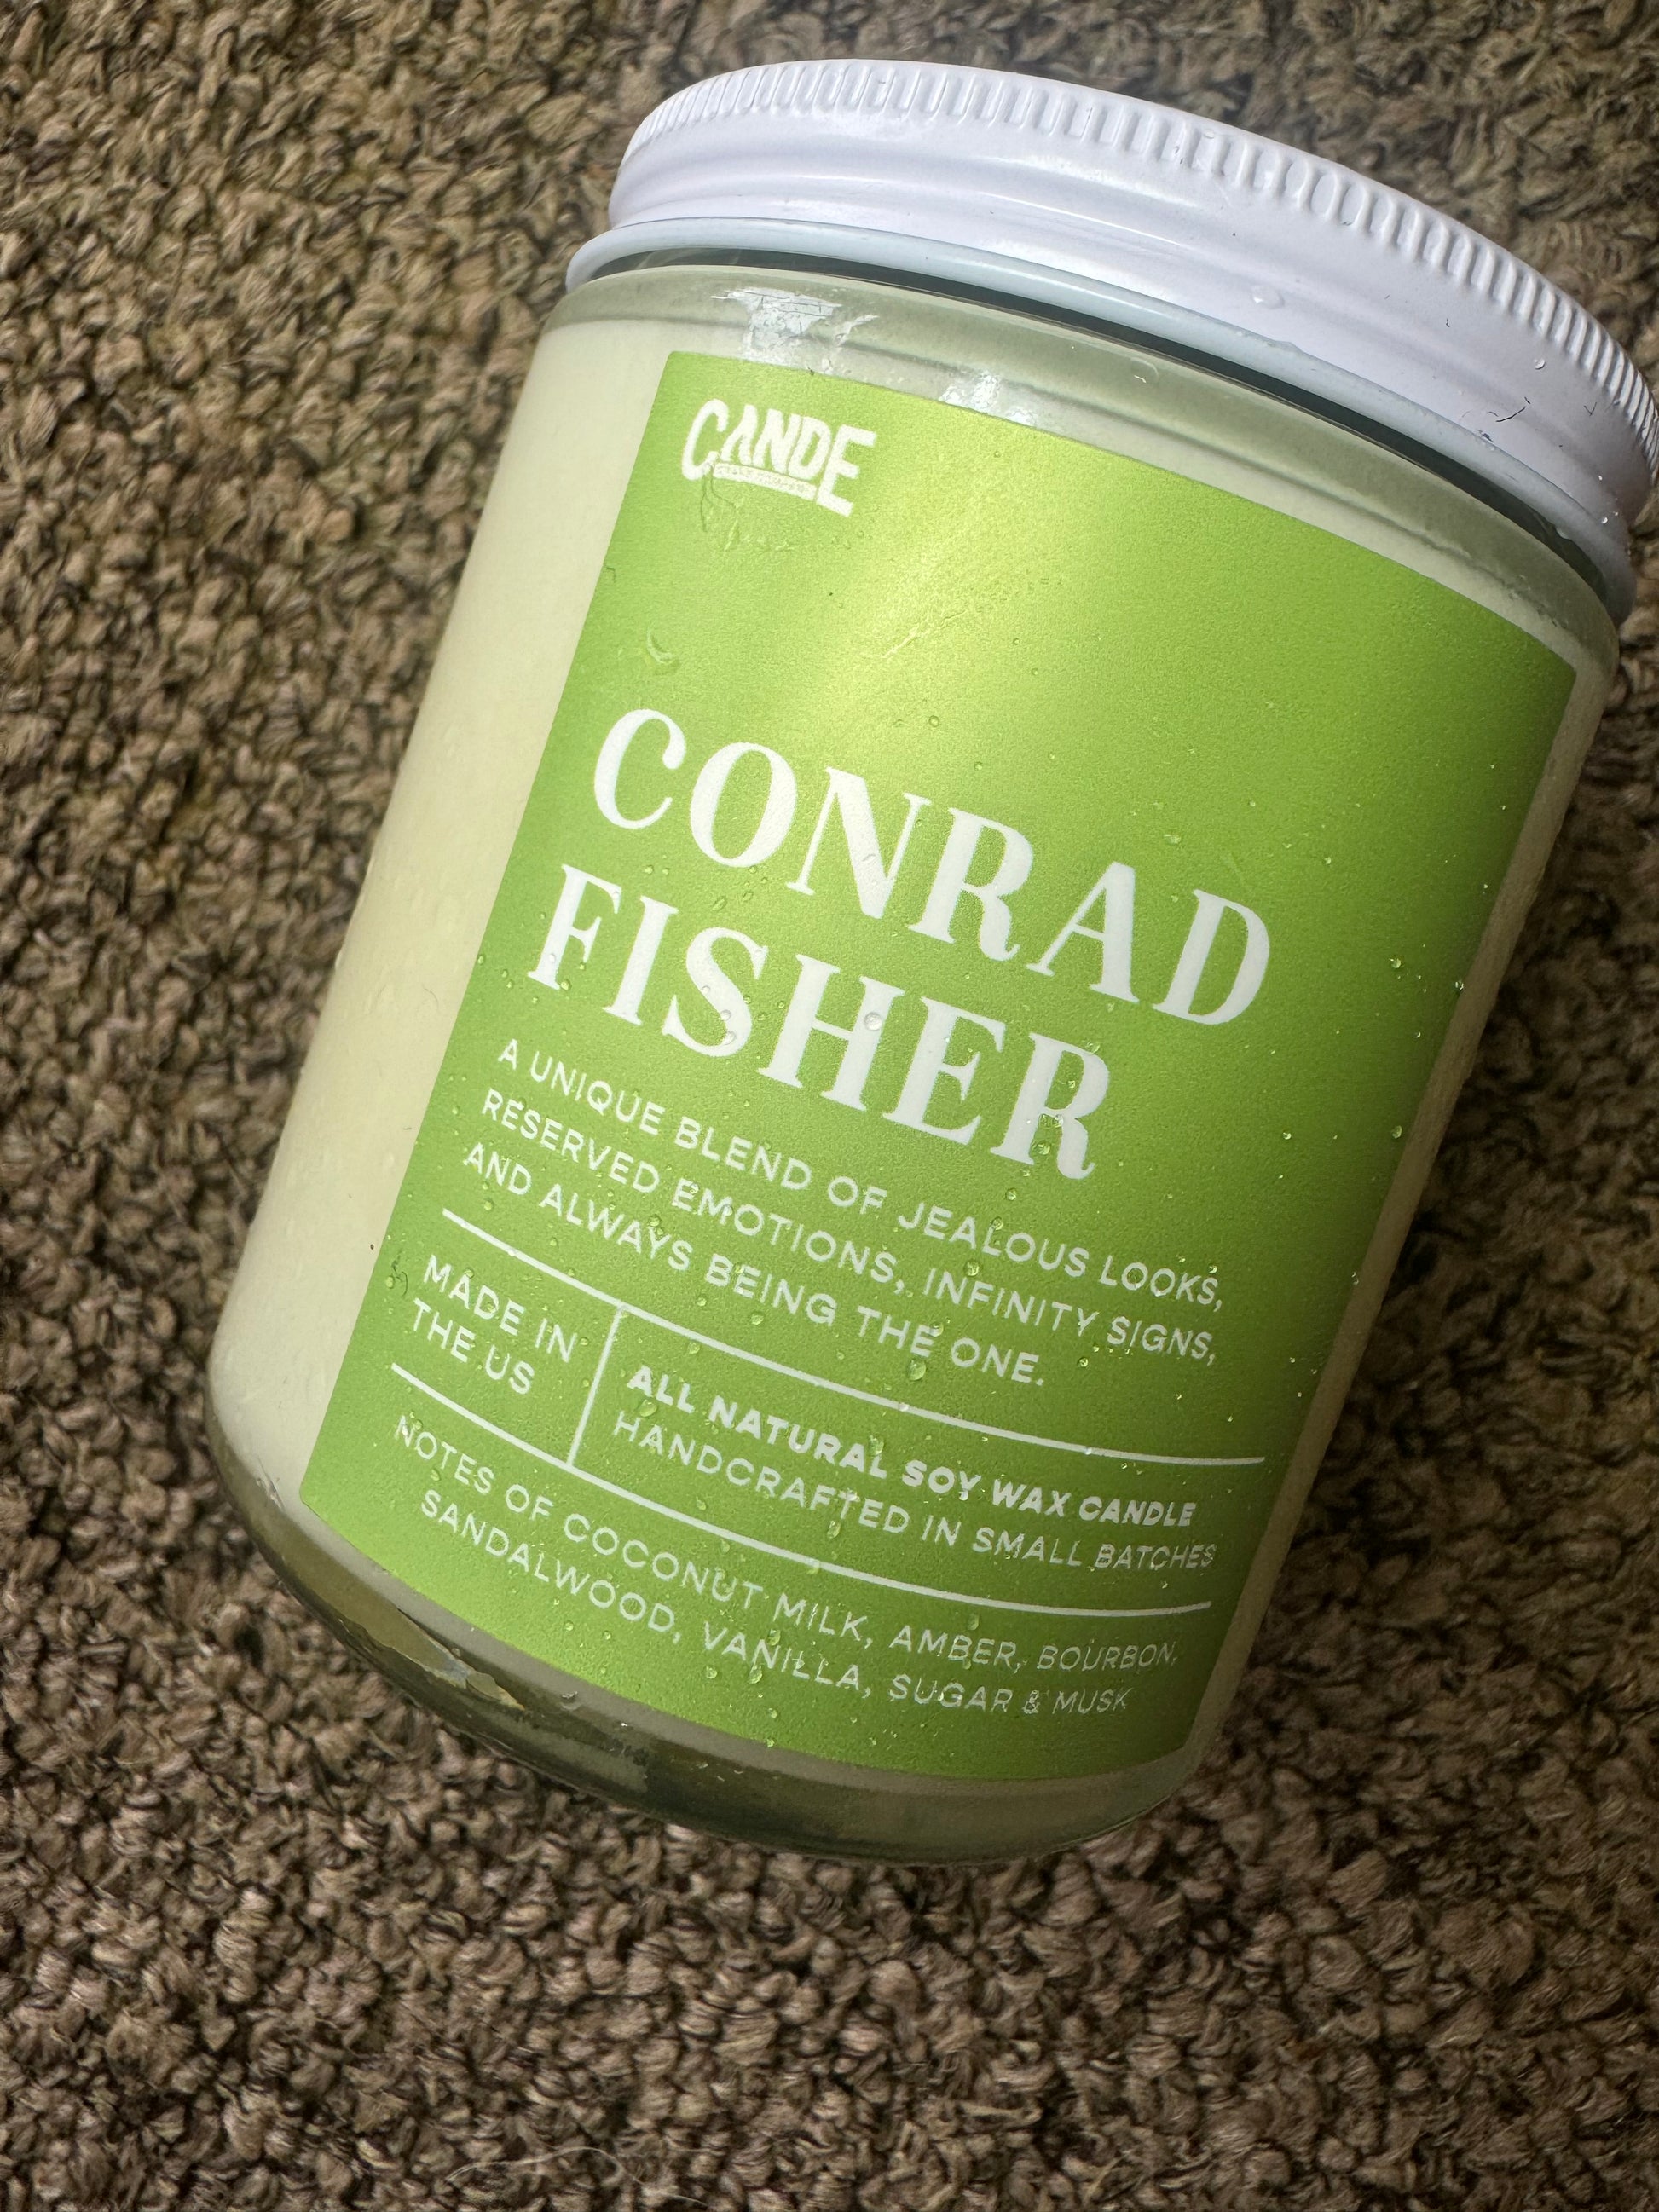 CANDE
CONRAD
FISHER
A UNIQUE BLEND OF JEALOUS LOOKS,
RESERVED EMOTIONS, INFINITY SIGNS,
AND ALWAYS BEING THE ONE.
MADE IN
THE US
ALL NATURAL SOY WAX CANDLE
HANDCRAFTED IN SMALL BATCHES
NOTES OF COCONUT MILK, AMBER, BOURBON,
SANDALWOOD, VANILLA, SUGAR & MUSK